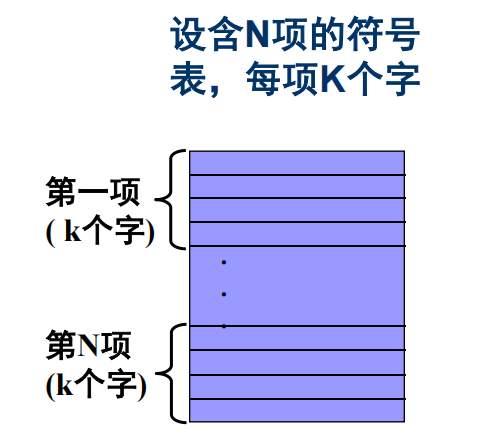 设含N项的符号
表，每项K个字
第一项
( k个字)
第N项
(k个字)